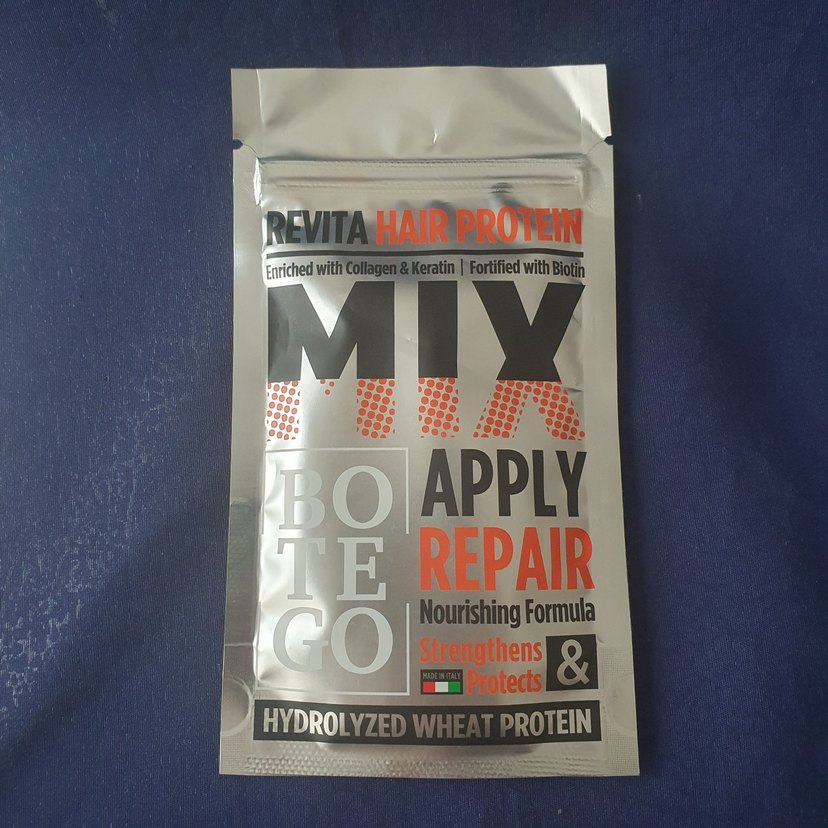 REVITA HAIR PROTEIN
Enriched with Collagen & Keratin | Fortified with Biotin
MIX
BO
TE
GO
APPLY
REPAIR
Nourishing Formula
Strengthens
&
MADE IN ITALY
Protects
HYDROLYZED WHEAT PROTEIN